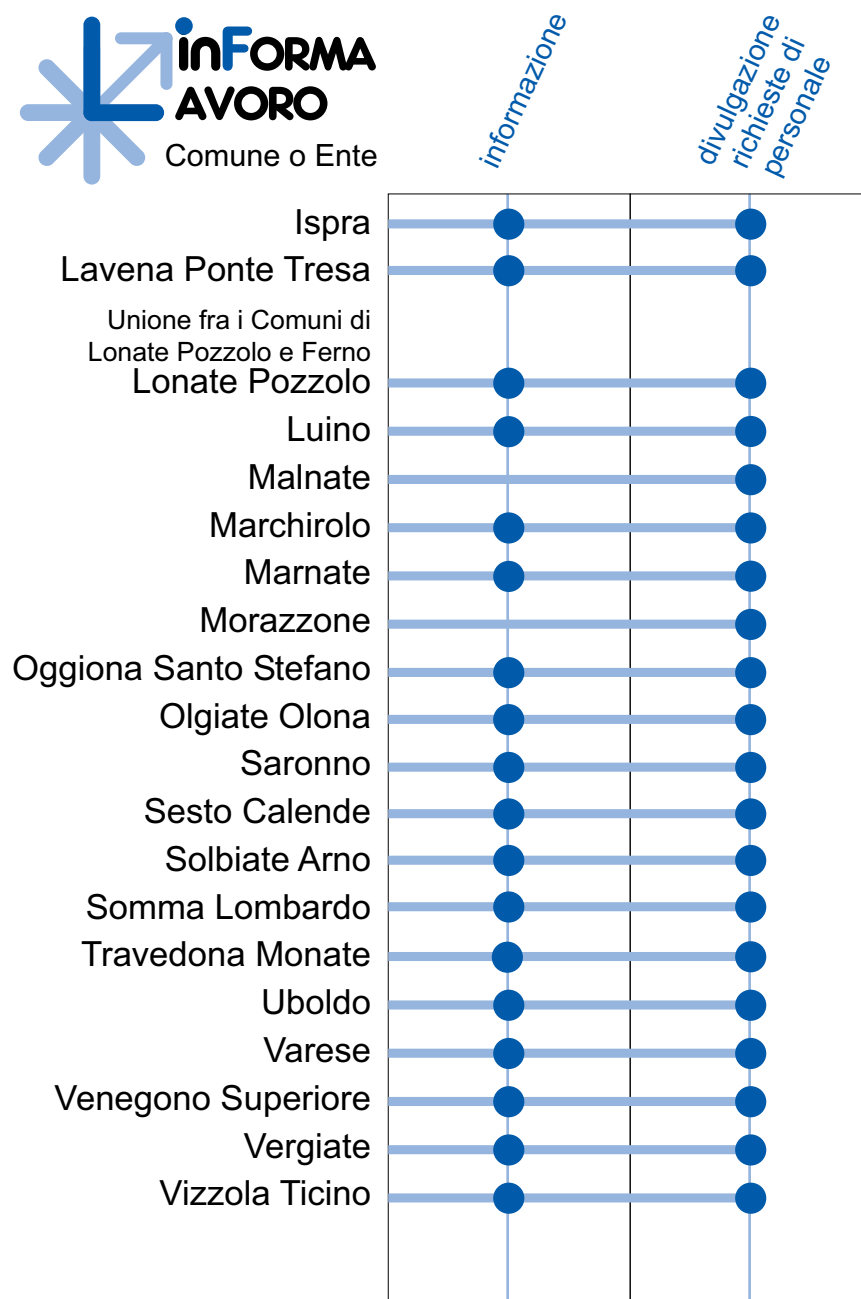 inFORMA
LAVORO
Comune o Ente
informazione
divulgazione
richieste di
personale
Ispra
Lavena Ponte Tresa
Unione fra i Comuni di
Lonate Pozzolo e Ferno
Lonate Pozzolo
Luino
Malnate
Marchirolo
Marnate
Morazzone
Oggiona Santo Stefano
Olgiate Olona
Saronno
Sesto Calende
Solbiate Arno
Somma Lombardo
Travedona Monate
Uboldo
Varese
Venegono Superiore
Vergiate
Vizzola Ticino